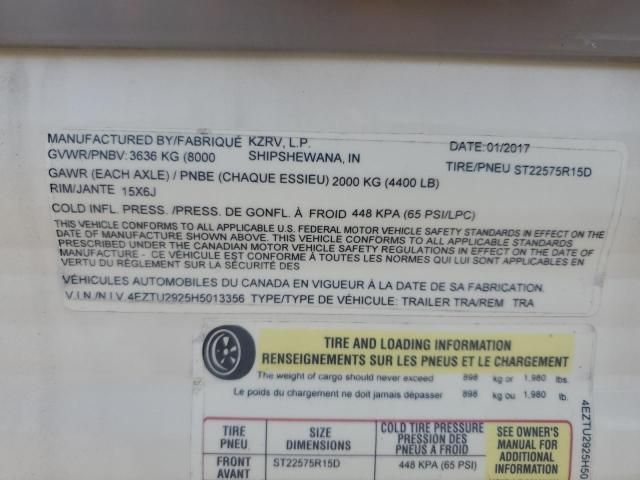 MANUFACTURED BY/FABRIQUÉ KZRV, L.P. DATE:01/2017
GVWR/PNBV: 3636 KG (8000 SHIPSHEWANA, IN TIRE/PNEU ST22575R15D
GAWR (EACH AXLE) / PNBE (CHAQUE ESSIEU) 2000 KG (4400 LB)
RIM/JANTE 15X6J
COLD INFL. PRESS. /PRESS. DE GONFL. À FROID 448 KPA (65 PSI/LPC)
THIS VEHICLE CONFORMS TO ALL APPLICABLE U.S. FEDERAL MOTOR VEHICLE SAFETY STANDARDS IN EFFECT ON THE
DATE OF MANUFACTURE SHOWN ABOVE. THIS VEHICLE CONFORMS TO ALL APPLICABLE STANDARDS
PRESCRIBED UNDER THE CANADIAN MOTOR VEHICLE SAFETY REGULATIONS IN EFFECT ON THE DATE OF
MANUFACTURE - CE VÉHICULE EST CONFORME À TOUTES LES NORMES QUI LUI SONT APPLICABLES EN
VERTU DU RÈGLEMENT SUR LA SÉCURITÉ DES
VÉHICULES AUTOMOBILES DU CANADA EN VIGUEUR À LA DATE DE SA FABRICATION.
V.I.N./N.I.V. 4EZTU2925H5013356 TYPE/TYPE DE VÉHICULE: TRAILER TRA/REM TRA
TIRE AND LOADING INFORMATION
RENSEIGNEMENTS SUR LES PNEUS ET LE CHARGEMENT
The weight of cargo should never exceed 898 kg or 1,980 lbs.
Le poids du chargement ne doit jamais dépasser 898 kg ou 1,980 lb.
TIRE SIZE COLD TIRE PRESSURE SEE OWNER'S
PNEU DIMENSIONS PRESSION DES PNEUS A FROID MANUAL FOR
ADDITIONAL
FRONT ST22575R15D 448 KPA (65 PSI) INFORMATION
AVANT
4EZTU2925H50